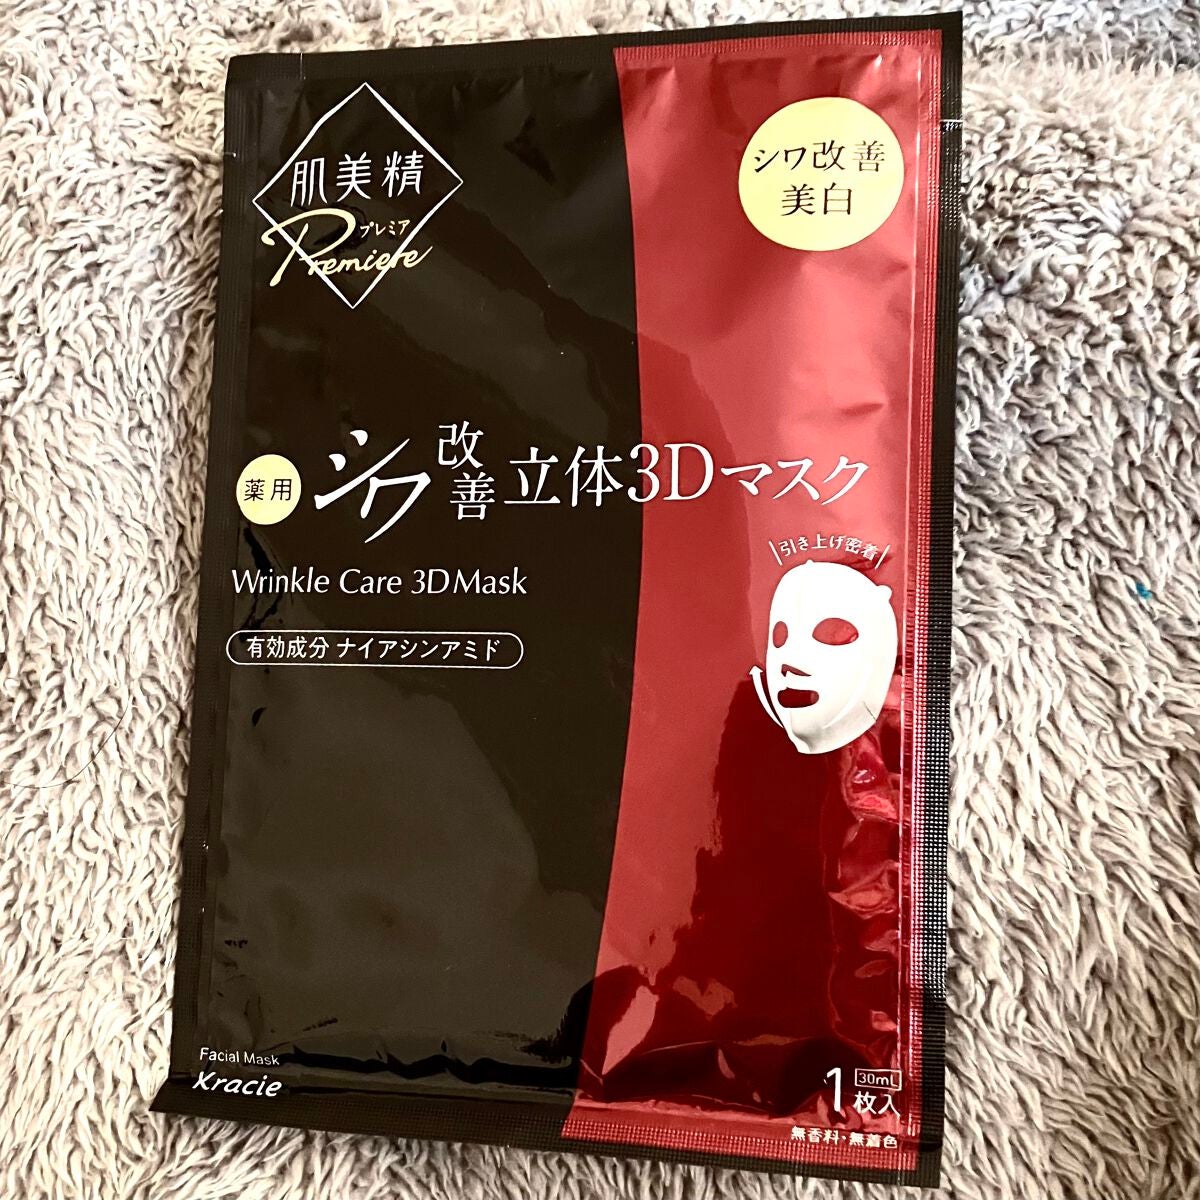 肌美精
プレミア
Premiere
シワ改善
美白
薬用 シワ改善立体3Dマスク
Wrinkle Care 3D Mask
有効成分 ナイアシンアミド
引き上げ密着
Facial Mask
Kracie
1枚入 30mL
無香料・無着色